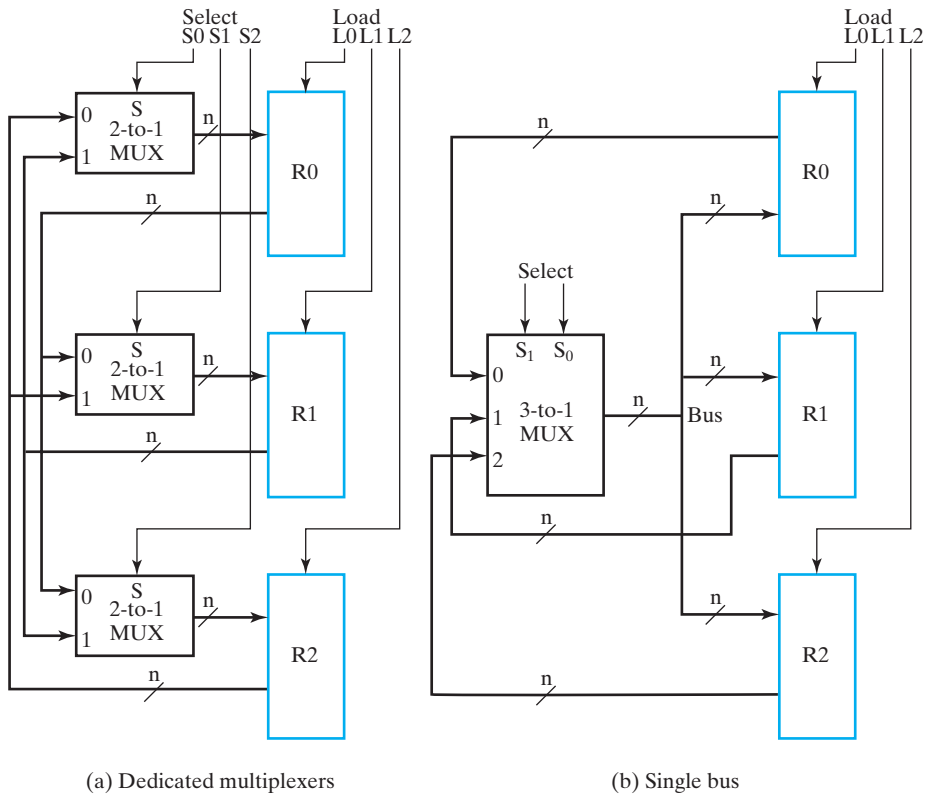 Select
S0 S1 S2
Load
L0 L1 L2
0
S
2-to-1
MUX
1
n
R0
n
0
S
2-to-1
MUX
1
n
R1
n
0
S
2-to-1
MUX
1
n
R2
n
(a) Dedicated multiplexers
Load
L0 L1 L2
n
R0
n
Select
S1 S0
0
1
2
3-to-1
MUX
n
Bus
n
R1
n
n
R2
n
(b) Single bus